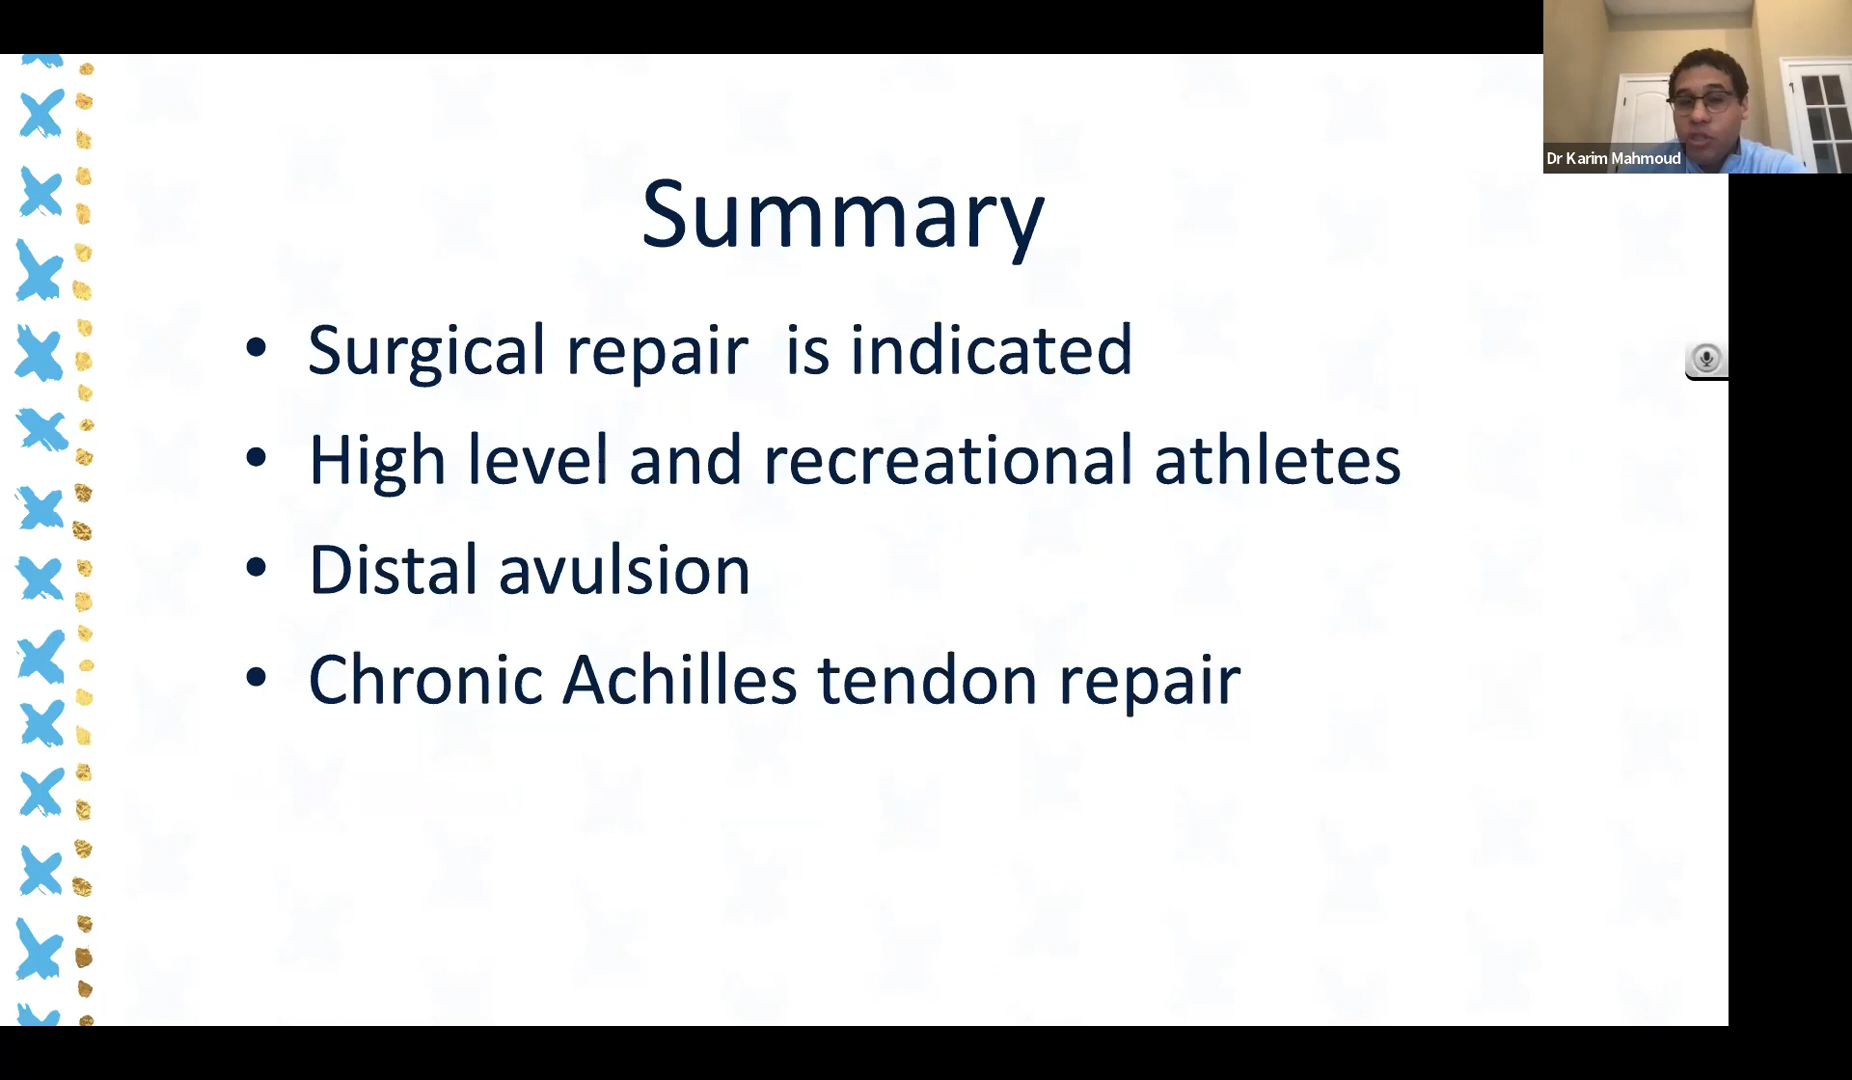 Dr Karim Mahmoud
Summary
• Surgical repair  is indicated
• High level and recreational athletes
• Distal avulsion
• Chronic Achilles tendon repair